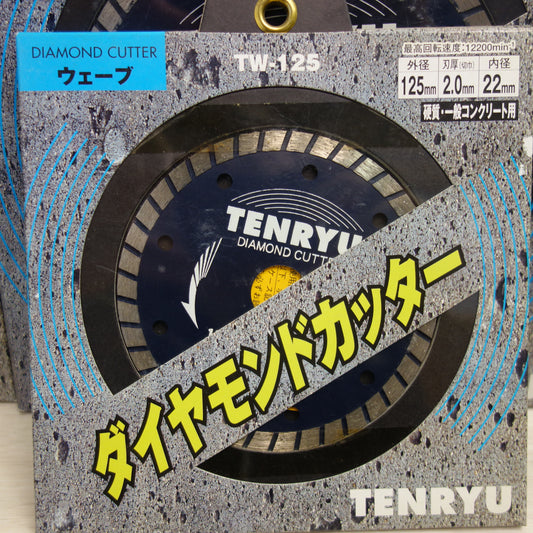 DIAMOND CUTTER
ウェーブ
TW-125
最高回転速度:12200min⁻¹
外径 刃厚(切巾) 内径
125mm 2.0mm 22mm
硬質・一般コンクリート用
TENRYU
DIAMOND CUTTER
ダイヤモンドカッター
TENRYU